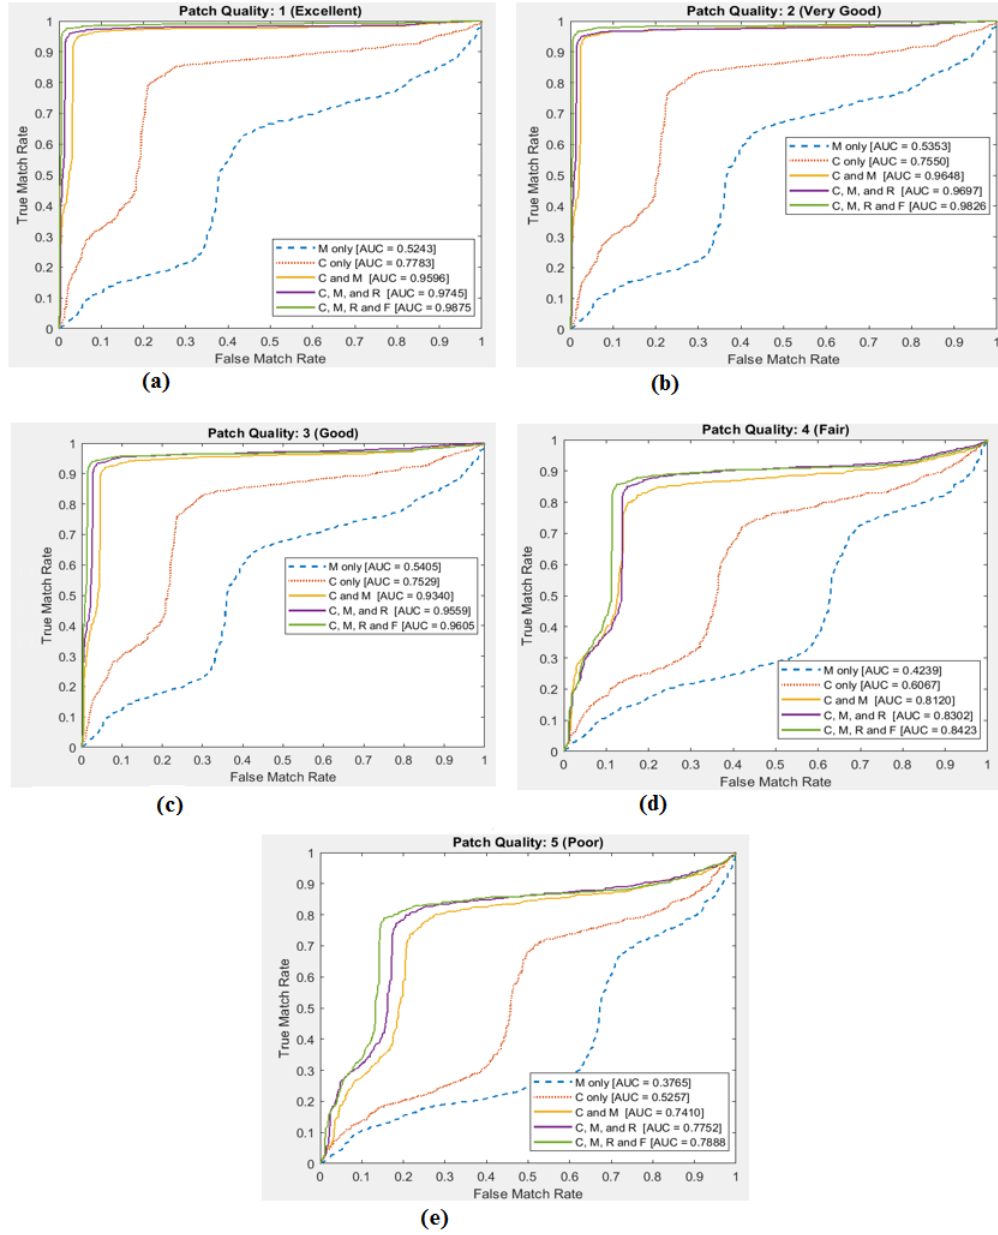 Patch Quality: 1 (Excellent)
1
0.9
0.8
0.7
0.6
0.5
0.4
0.3
0.2
0.1
0
True Match Rate
M only [AUC = 0.5243]
C only [AUC = 0.7783]
C and M [AUC = 0.9596]
C, M, and R [AUC = 0.9745]
C, M, R and F [AUC = 0.9875
0 0.1 0.2 0.3 0.4 0.5 0.6 0.7 0.8 0.9 1
False Match Rate
(a)
Patch Quality: 2 (Very Good)
1
0.9
0.8
0.7
0.6
0.5
0.4
0.3
0.2
0.1
0
True Match Rate
M only [AUC = 0.5353]
C only [AUC = 0.7550]
C and M [AUC = 0.9648]
C, M, and R [AUC = 0.9697]
C, M, R and F [AUC = 0.9826
0 0.1 0.2 0.3 0.4 0.5 0.6 0.7 0.8 0.9 1
False Match Rate
(b)
Patch Quality: 3 (Good)
1
0.9
0.8
0.7
0.6
0.5
0.4
0.3
0.2
0.1
0
True Match Rate
M only [AUC = 0.5405]
C only [AUC = 0.7529]
C and M [AUC = 0.9340]
C, M, and R [AUC = 0.9559]
C, M, R and F [AUC = 0.9605
0 0.1 0.2 0.3 0.4 0.5 0.6 0.7 0.8 0.9 1
False Match Rate
(c)
Patch Quality: 4 (Fair)
1
0.9
0.8
0.7
0.6
0.5
0.4
0.3
0.2
0.1
0
True Match Rate
M only [AUC = 0.4239]
C only [AUC = 0.6067]
C and M [AUC = 0.8120]
C, M, and R [AUC = 0.8302]
C, M, R and F [AUC = 0.8423
0 0.1 0.2 0.3 0.4 0.5 0.6 0.7 0.8 0.9 1
False Match Rate
(d)
Patch Quality: 5 (Poor)
1
0.9
0.8
0.7
0.6
0.5
0.4
0.3
0.2
0.1
0
True Match Rate
M only [AUC = 0.3765]
C only [AUC = 0.5257]
C and M [AUC = 0.7410]
C, M, and R [AUC = 0.7752]
C, M, R and F [AUC = 0.7888
0 0.1 0.2 0.3 0.4 0.5 0.6 0.7 0.8 0.9 1
False Match Rate
(e)